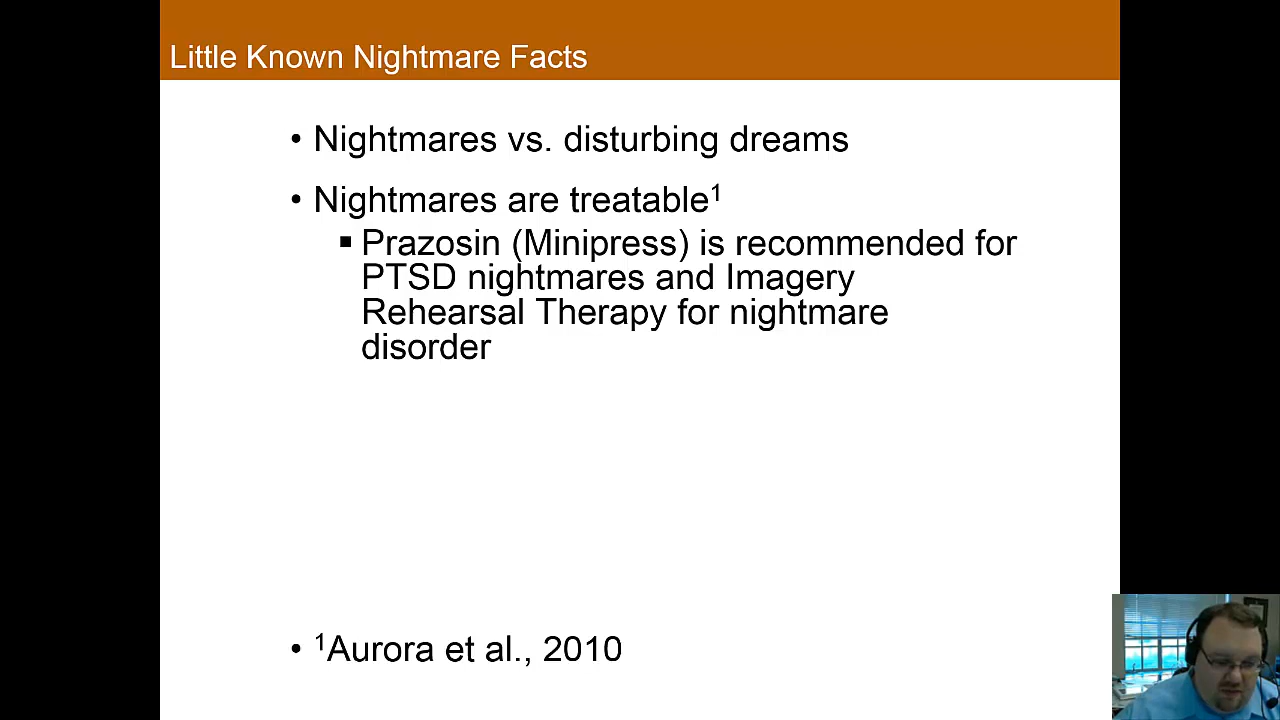 Little Known Nightmare Facts
• Nightmares vs. disturbing dreams
• Nightmares are treatable¹
▪ Prazosin (Minipress) is recommended for
PTSD nightmares and Imagery
Rehearsal Therapy for nightmare
disorder
• ¹Aurora et al., 2010